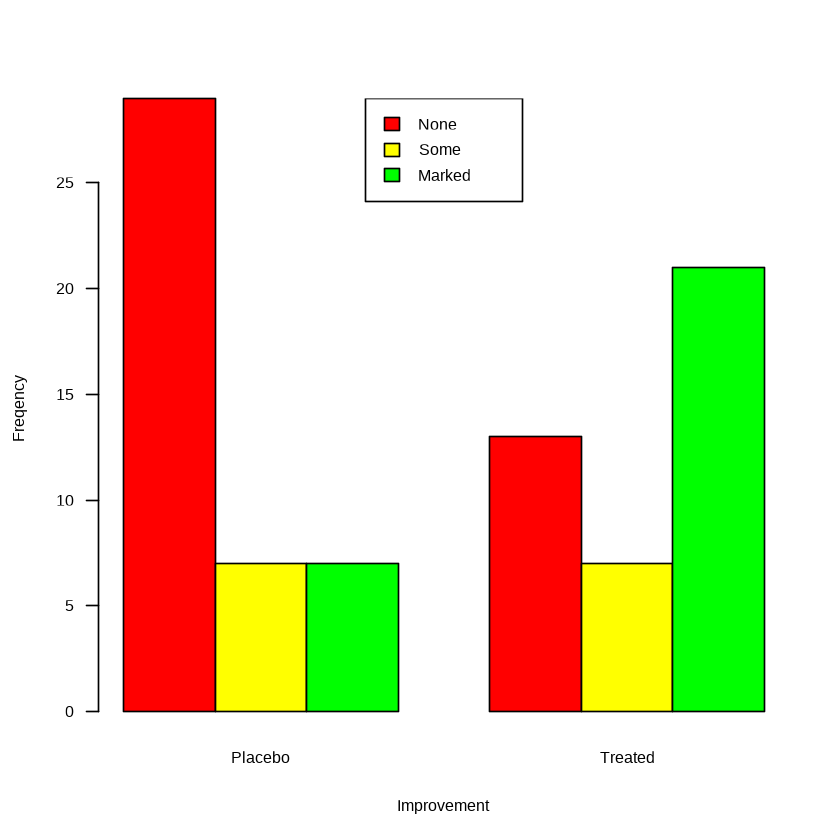 None
Some
Marked
25
20
15
10
5
0
Freqency
Placebo Treated
Improvement